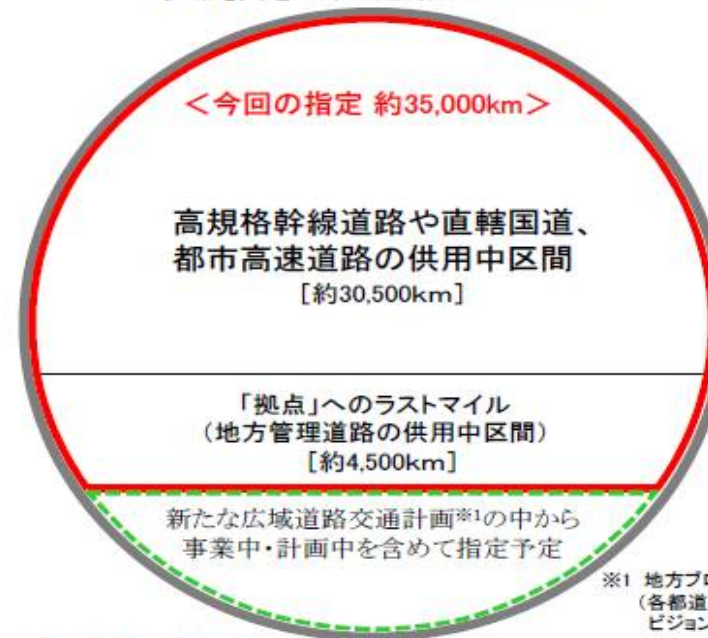 ＜今回の指定 約35,000km＞
高規格幹線道路や直轄国道、
都市高速道路の供用中区間
［約30,500km］
「拠点」へのラストマイル
（地方管理道路の供用中区間）
［約4,500km］
新たな広域道路交通計画※1の中から
事業中・計画中を含めて指定予定
※1 地方ブロ
（各都道
ビジョン